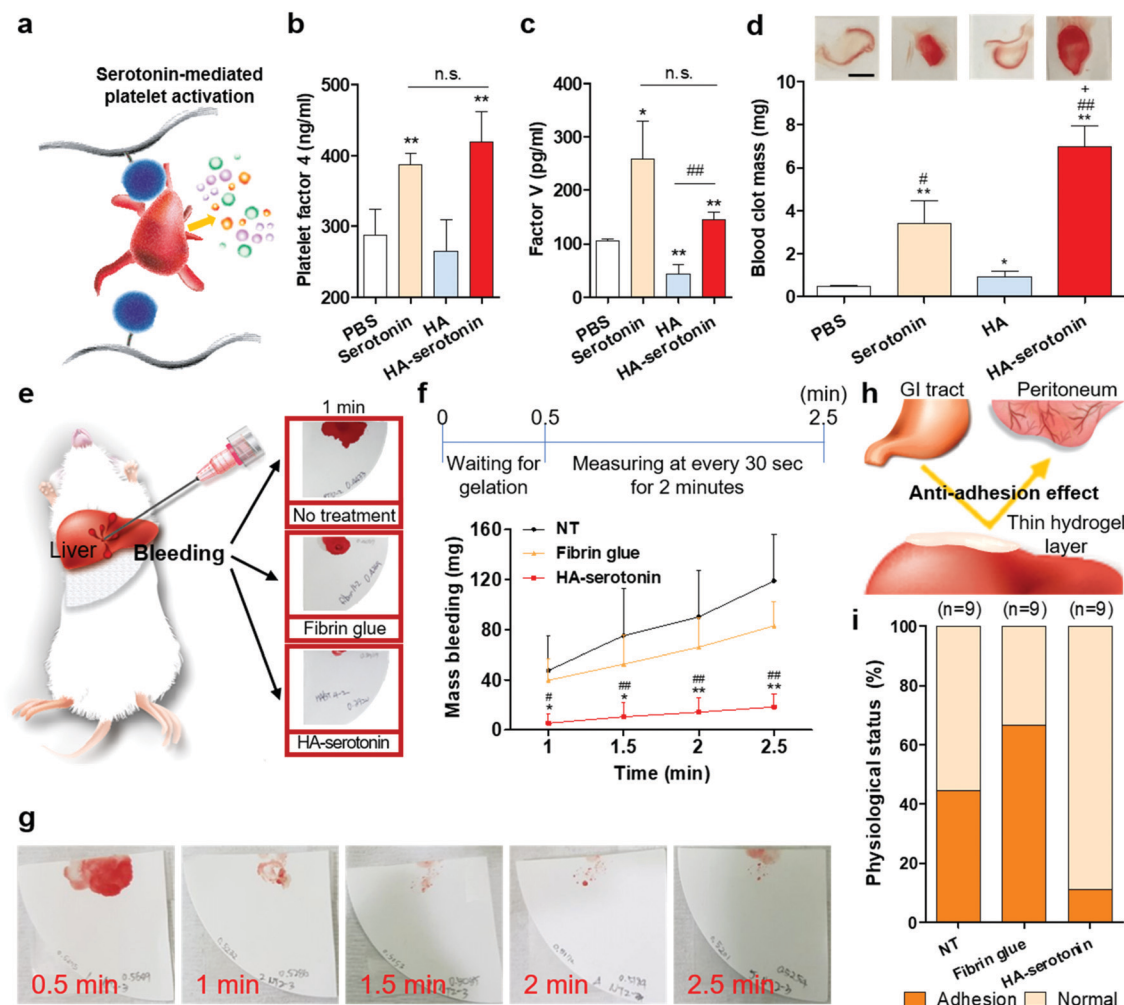 a
Serotonin-mediated
platelet activation
b
n.s.
**
**
Platelet factor 4 (ng/ml)
500
400
300
200
PBS
Serotonin
HA
HA-serotonin
c
n.s.
*
##
**
**
Factor V (pg/ml)
400
300
200
100
0
PBS
Serotonin
HA
HA-serotonin
d
+
##
**
#
**
*
Blood clot mass (mg)
10
8
6
4
2
0
PBS
Serotonin
HA
HA-serotonin
e
1 min
Liver
Bleeding
No treatment
Fibrin glue
HA-serotonin
f
(min)
0
0.5
2.5
Waiting for
gelation
Measuring at every 30 sec
for 2 minutes
NT
Fibrin glue
HA-serotonin
Mass bleeding (mg)
160
120
80
40
0
#
*
##
*
##
**
##
**
1
1.5
2
2.5
Time (min)
g
0.5 min
1 min
1.5 min
2 min
2.5 min
h
GI tract
Peritoneum
Anti-adhesion effect
Thin hydrogel
layer
i
(n=9)
(n=9)
(n=9)
Physiological status (%)
100
80
60
40
20
0
NT
Fibrin glue
HA-serotonin
Adhesion
Normal